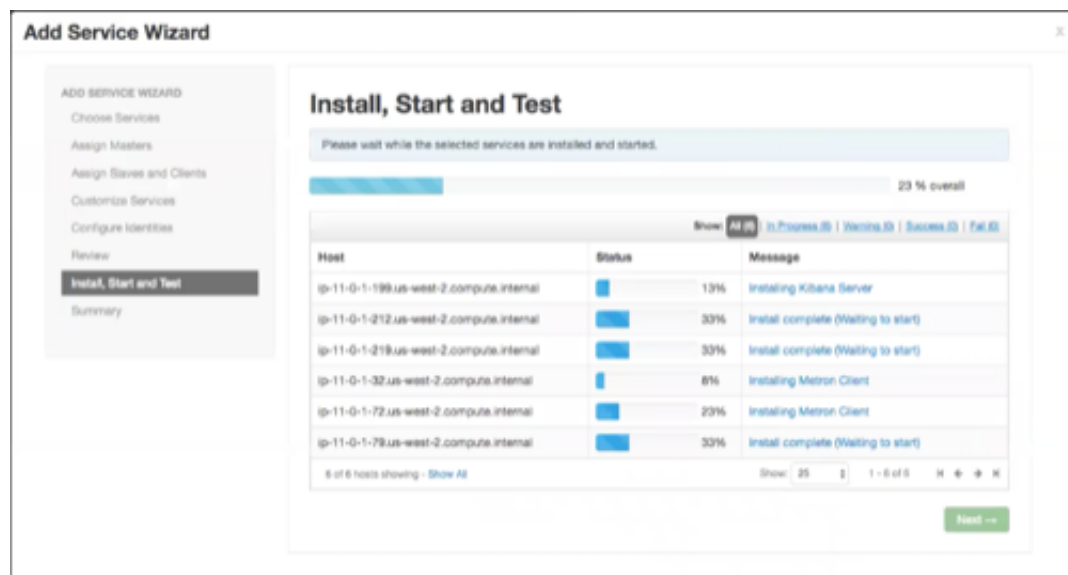 Add Service Wizard
X
ADD SERVICE WIZARD
Choose Services
Assign Masters
Assign Slaves and Clients
Customize Services
Configure Identities
Review
Install, Start and Test
Summary
Install, Start and Test
Please wait while the selected services are installed and started.
23 % overall
Show: All (6) | In Progress (6) | Warning (0) | Success (0) | Fail (0)
Host Status Message
ip-11-0-1-199.us-west-2.compute.internal 13% Installing Kibana Server
ip-11-0-1-212.us-west-2.compute.internal 33% Install complete (Waiting to start)
ip-11-0-1-219.us-west-2.compute.internal 33% Install complete (Waiting to start)
ip-11-0-1-32.us-west-2.compute.internal 8% Installing Metron Client
ip-11-0-1-72.us-west-2.compute.internal 23% Installing Metron Client
ip-11-0-1-79.us-west-2.compute.internal 33% Install complete (Waiting to start)
6 of 6 hosts showing - Show All Show: 25 1 - 6 of 6
Next →